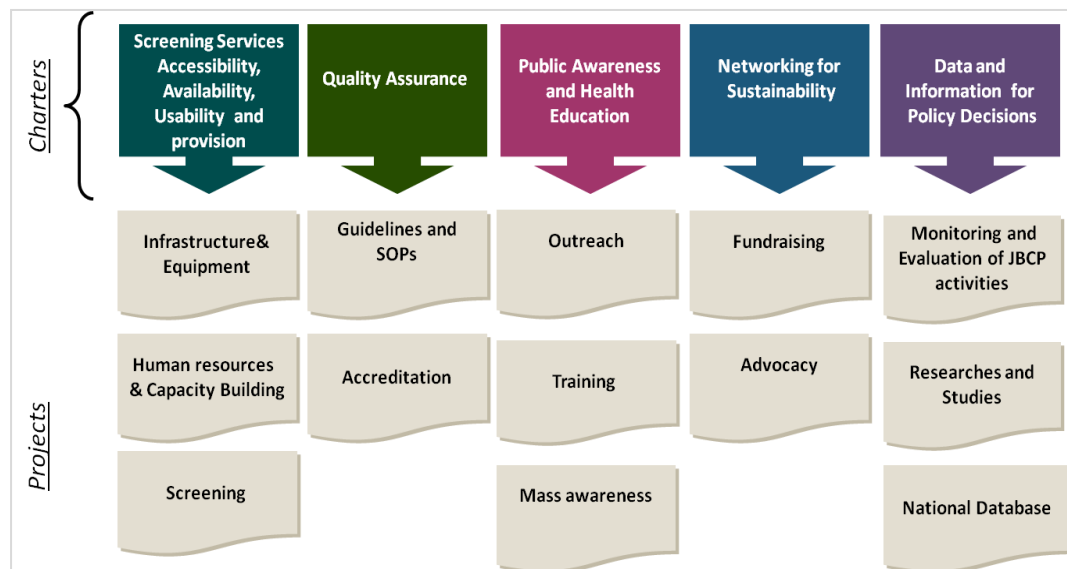 Charters
Screening Services
Accessibility,
Availability,
Usability and
provision
Quality Assurance
Public Awareness
and Health
Education
Networking for
Sustainability
Data and
Information for
Policy Decisions
Projects
Infrastructure&
Equipment
Guidelines and
SOPs
Outreach
Fundraising
Monitoring and
Evaluation of JBCP
activities
Human resources
& Capacity Building
Accreditation
Training
Advocacy
Researches and
Studies
Screening
Mass awareness
National Database